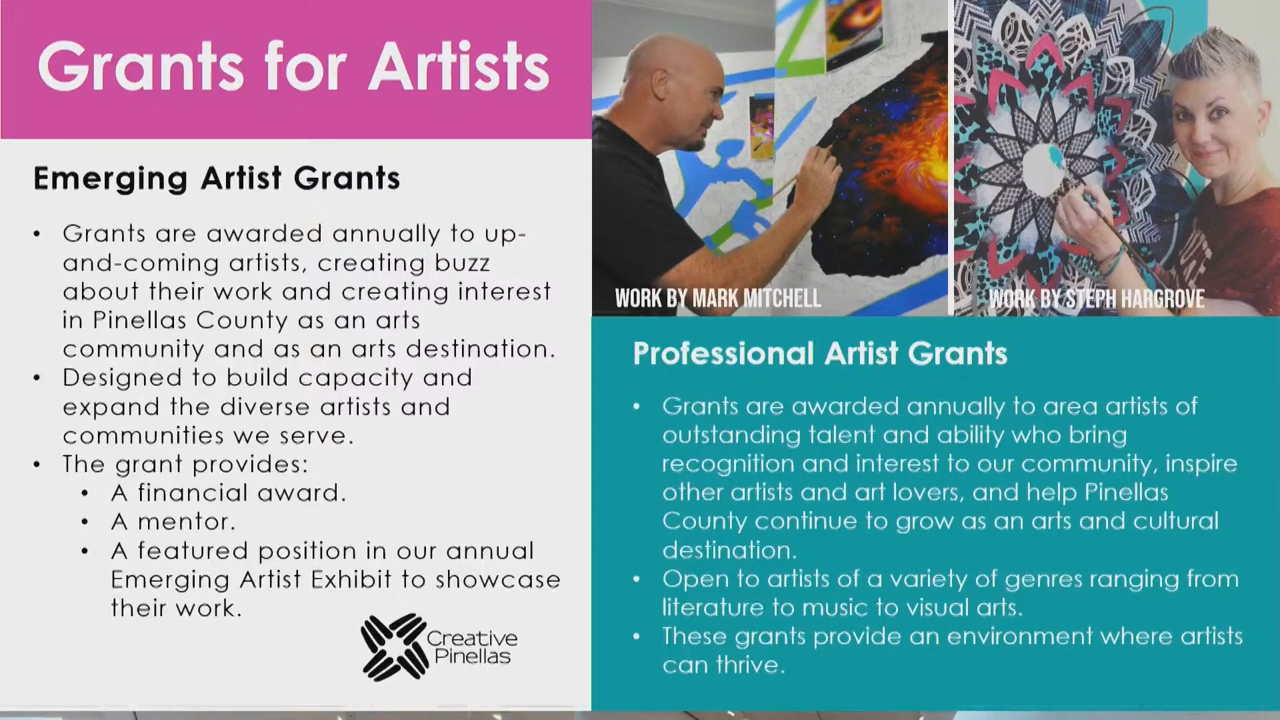 Grants for Artists
Emerging Artist Grants
• Grants are awarded annually to up-
and-coming artists, creating buzz
about their work and creating interest
in Pinellas County as an arts
community and as an arts destination.
• Designed to build capacity and
expand the diverse artists and
communities we serve.
• The grant provides:
• A financial award.
• A mentor.
• A featured position in our annual
Emerging Artist Exhibit to showcase
their work.
Creative
Pinellas
WORK BY MARK MITCHELL
WORK BY STEPH HARGROVE
Professional Artist Grants
• Grants are awarded annually to area artists of
outstanding talent and ability who bring
recognition and interest to our community, inspire
other artists and art lovers, and help Pinellas
County continue to grow as an arts and cultural
destination.
• Open to artists of a variety of genres ranging from
literature to music to visual arts.
• These grants provide an environment where artists
can thrive.